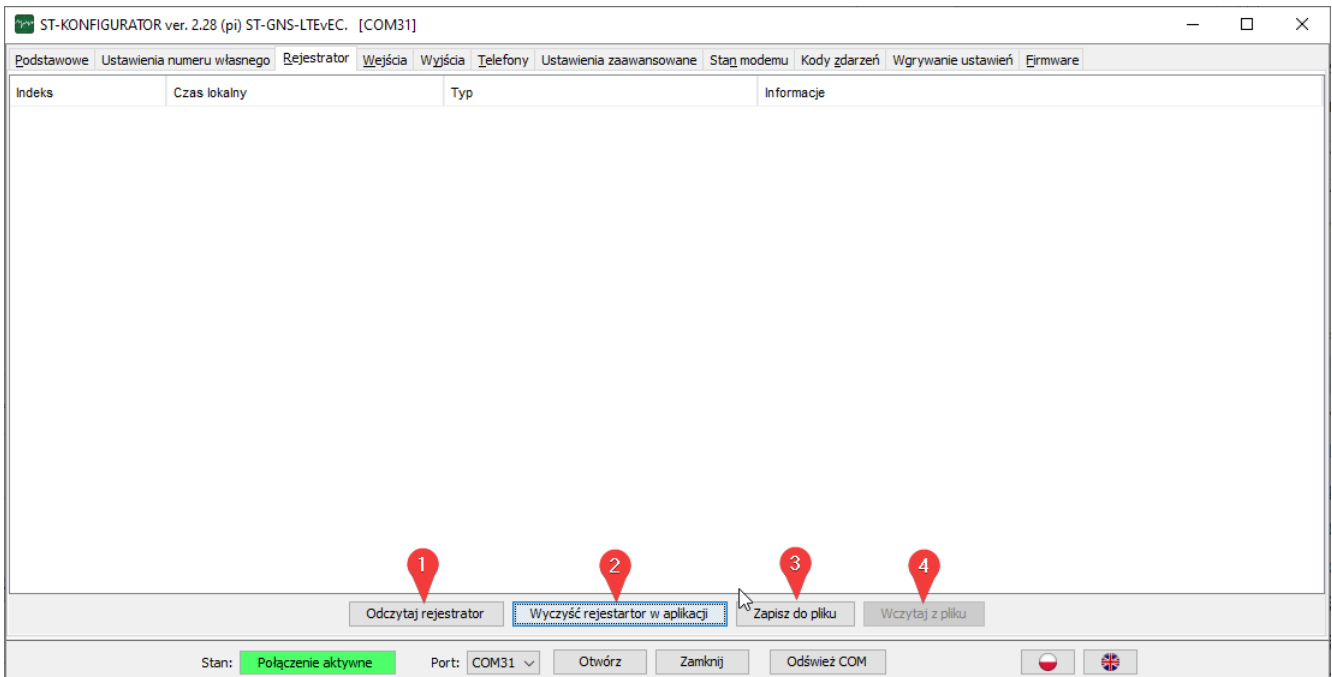 ST-KONFIGURATOR ver. 2.28 (pi) ST-GNS-LTEvEC. [COM31]
Podstawowe Ustawienia numeru własnego Rejestrator Wejścia Wyjścia Telefony Ustawienia zaawansowane Stan modemu Kody zdarzeń Wgrywanie ustawień Firmware
Indeks Czas lokalny Typ Informacje
1 2 3 4
Odczytaj rejestrator Wyczyść rejestartor w aplikacji Zapisz do pliku Wczytaj z pliku
Stan: Połączenie aktywne Port: COM31 Otwórz Zamknij Odśwież COM